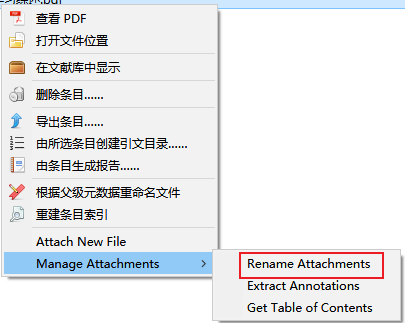 查看 PDF
打开文件位置
在文献库中显示
删除条目......
导出条目......
由所选条目创建引文目录......
由条目生成报告......
根据父级元数据重命名文件
重建条目索引
Attach New File
Manage Attachments
Rename Attachments
Extract Annotations
Get Table of Contents